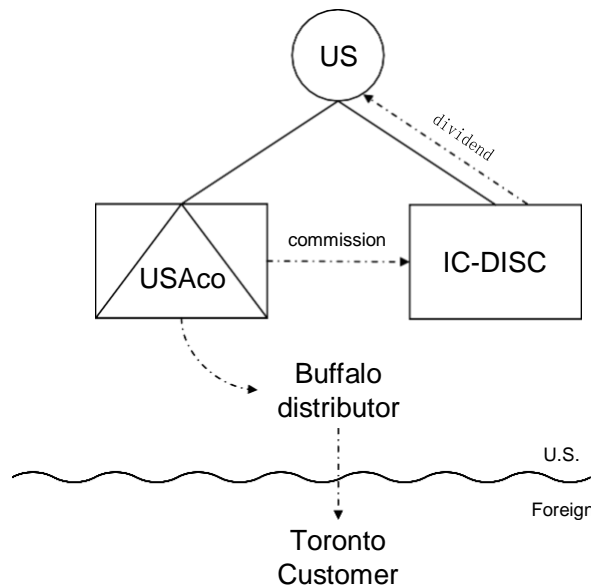 US
dividend
commission
USAco
IC-DISC
Buffalo
distributor
U.S.
Foreign
Toronto
Customer